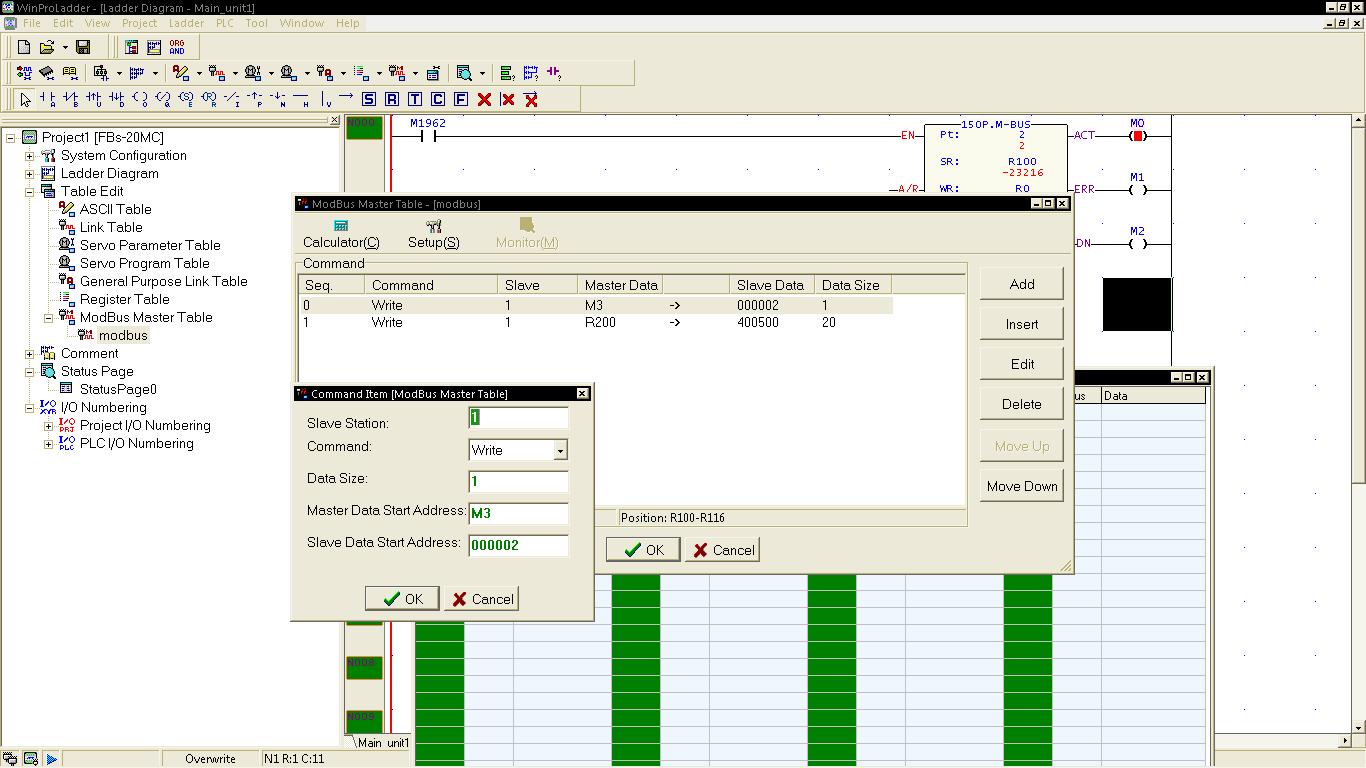 WinProLadder - [Ladder Diagram - Main_unit1]
File Edit View Project Ladder PLC Tool Window Help
ORG
AND
A B U D O Q S R I P N H V
S R T C F
Project1 [FBs-20MC]
System Configuration
Ladder Diagram
Table Edit
ASCII Table
Link Table
Servo Parameter Table
Servo Program Table
General Purpose Link Table
Register Table
ModBus Master Table
modbus
Comment
Status Page
StatusPage0
I/O Numbering
Project I/O Numbering
PLC I/O Numbering
M1962
150P.M-BUS
M0
EN
Pt: 2
ACT
2
SR: R100
-23216
M1
A/R
WR: R0
ERR
M2
DN
ModBus Master Table - [modbus]
Calculator(C) Setup(S) Monitor(M)
Command
Seq. Command Slave Master Data Slave Data Data Size
0 Write 1 M3 -> 000002 1
1 Write 1 R200 -> 400500 20
Add
Insert
Edit
Delete
Move Up
Move Down
Position: R100-R116
OK Cancel
Command Item [ModBus Master Table]
Slave Station: 1
Command: Write
Data Size: 1
Master Data Start Address: M3
Slave Data Start Address: 000002
OK Cancel
us Data
Main_unit1
Overwrite N1 R:1 C:11